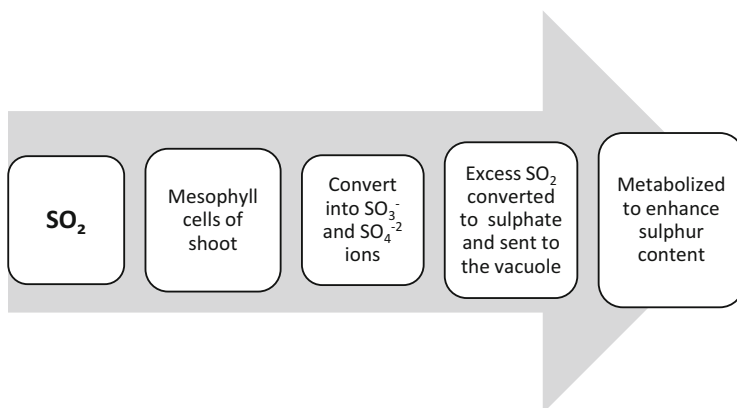 SO₂
Mesophyll
cells of
shoot
Convert
into SO₃⁻
and SO₄⁻²
ions
Excess SO₂
converted
to sulphate
and sent to
the vacuole
Metabolized
to enhance
sulphur
content